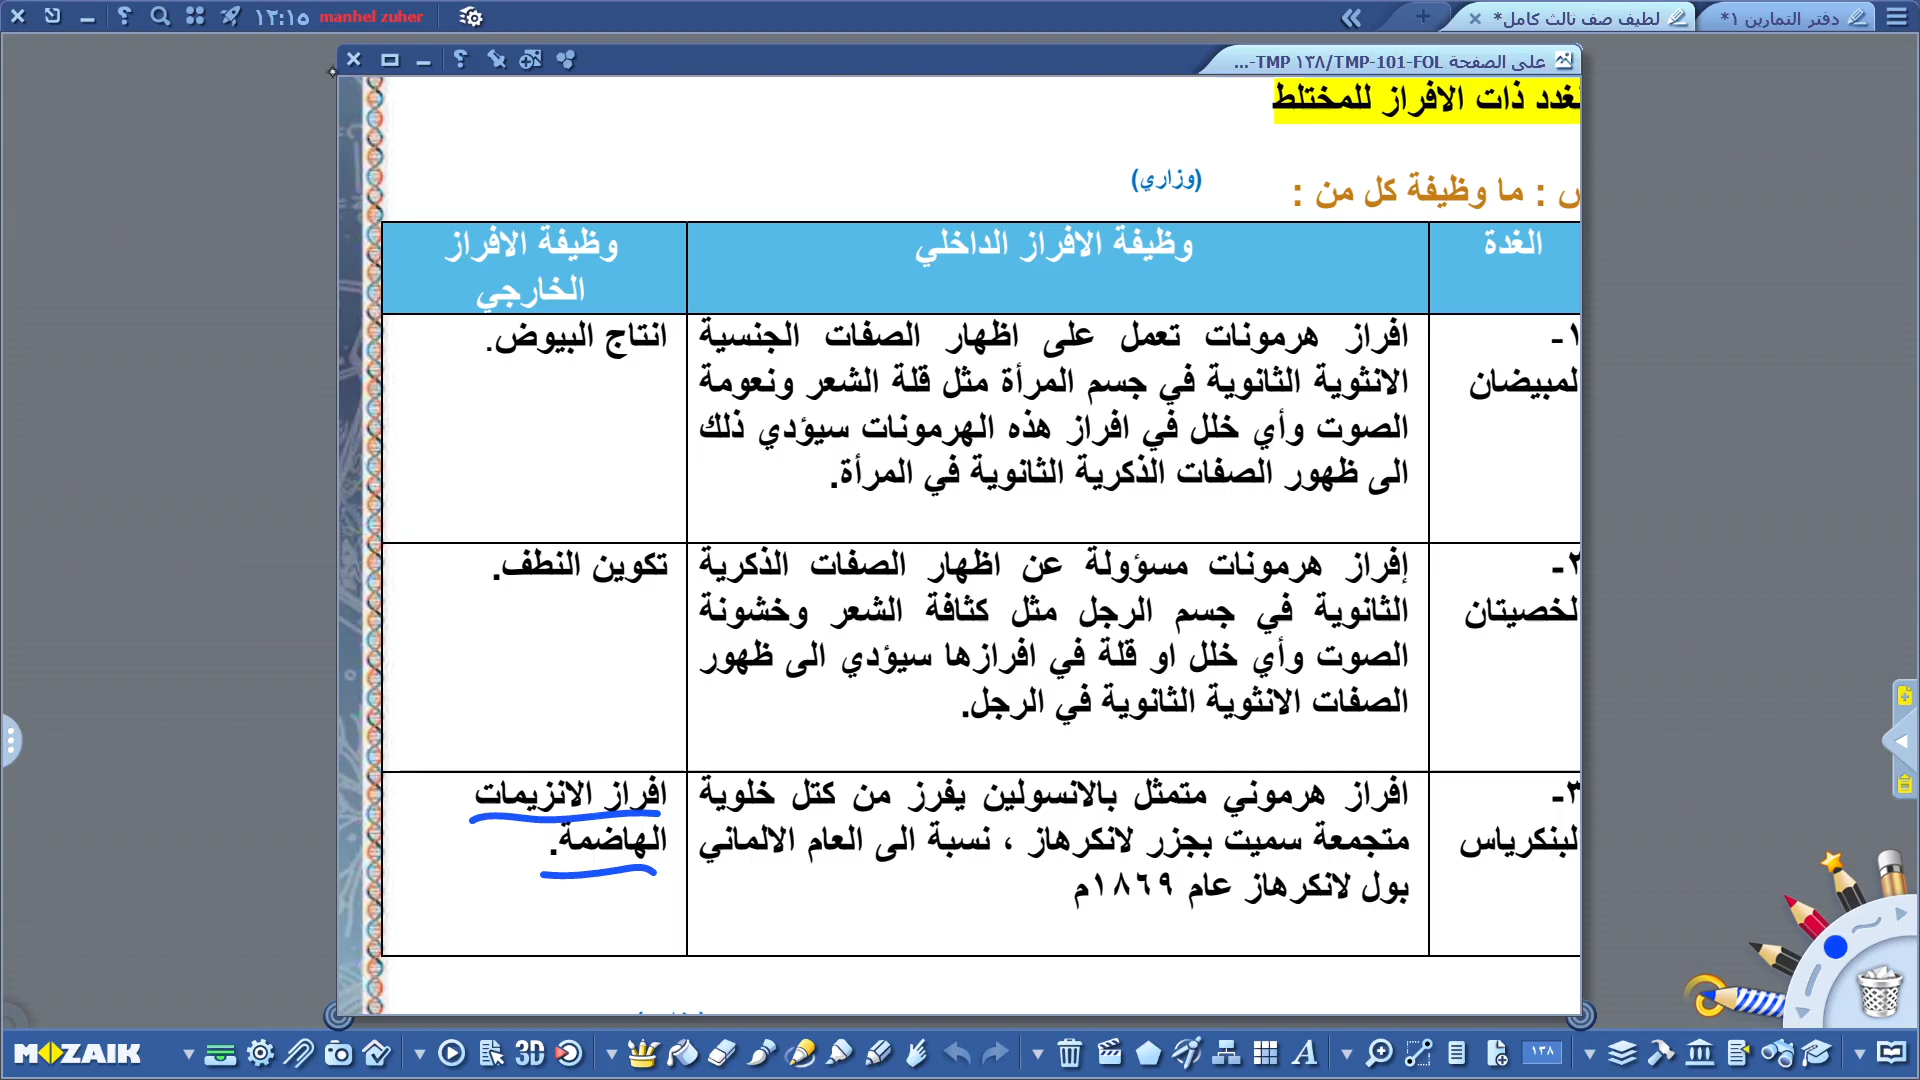 ١٢:١٥ manhel zuher
لطيف صف ثالث كامل*
دفتر التمارين ١*
على الصفحة TMP ١٣٨/TMP-101-FOL-...
لغدد ذات الافراز للمختلط
س : ما وظيفة كل من :
(وزاري)
الغدة
وظيفة الافراز الداخلي
وظيفة الافراز
الخارجي
١-
لمبيضان
افراز هرمونات تعمل على اظهار الصفات الجنسية
الانثوية الثانوية في جسم المرأة مثل قلة الشعر ونعومة
الصوت وأي خلل في افراز هذه الهرمونات سيؤدي ذلك
الى ظهور الصفات الذكرية الثانوية في المرأة.
انتاج البيوض.
٢-
لخصيتان
إفراز هرمونات مسؤولة عن اظهار الصفات الذكرية
الثانوية في جسم الرجل مثل كثافة الشعر وخشونة
الصوت وأي خلل او قلة في افرازها سيؤدي الى ظهور
الصفات الانثوية الثانوية في الرجل.
تكوين النطف.
٣-
لبنكرياس
افراز هرموني متمثل بالانسولين يفرز من كتل خلوية
متجمعة سميت بجزر لانكرهاز ، نسبة الى العام الالماني
بول لانكرهاز عام ١٨٦٩م
افراز الانزيمات
الهاضمة.
MOZAIK
3D
A
١٣٨